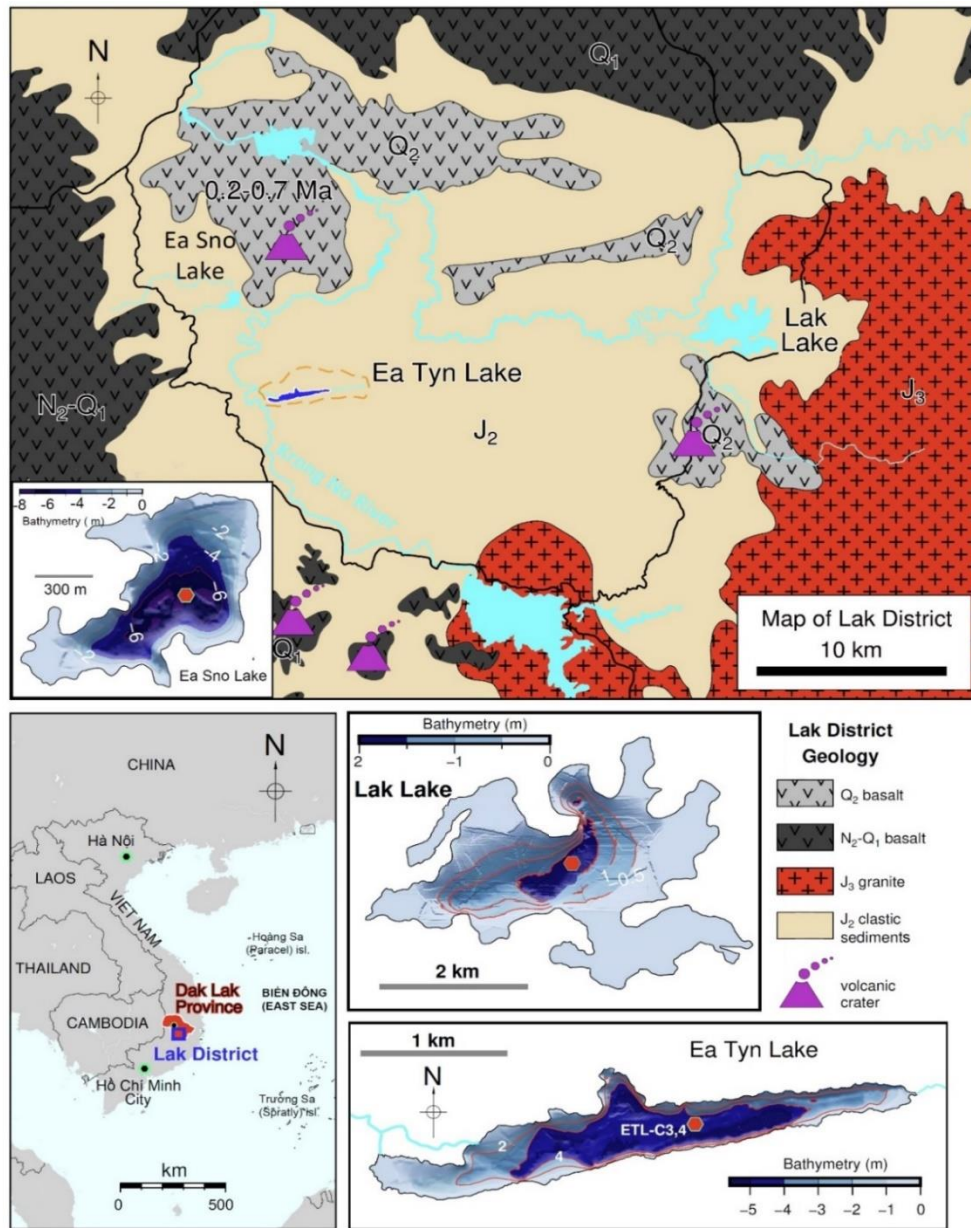 N
Q₁
Q₂
0.2-0.7 Ma
Ea Sno
Lake
Q₂
Lak
Lake
Ea Tyn Lake
J₃
N₂-Q₁
J₂
Q₂
Krong No River
-8 -6 -4 -2 0
Bathymetry (m)
-2
-2
-4
300 m
-6
-6
-2
Ea Sno Lake
Q₁
Map of Lak District
10 km
N
CHINA
Hà Nội
LAOS
VIET NAM
Hoàng Sa
(Paracel) isl.
THAILAND
Dak Lak
Province
BIỂN ĐÔNG
(EAST SEA)
CAMBODIA
Lak District
Hồ Chí Minh
City
Trường Sa
(Spratly) isl.
km
0 500
Bathymetry (m)
2 -1 0
Lak Lake
1
-0.5
2 km
Lak District
Geology
Q₂ basalt
N₂-Q₁ basalt
J₃ granite
J₂ clastic
sediments
volcanic
crater
1 km
Ea Tyn Lake
N
ETL-C3,4
2
4
Bathymetry (m)
-5 -4 -3 -2 -1 0